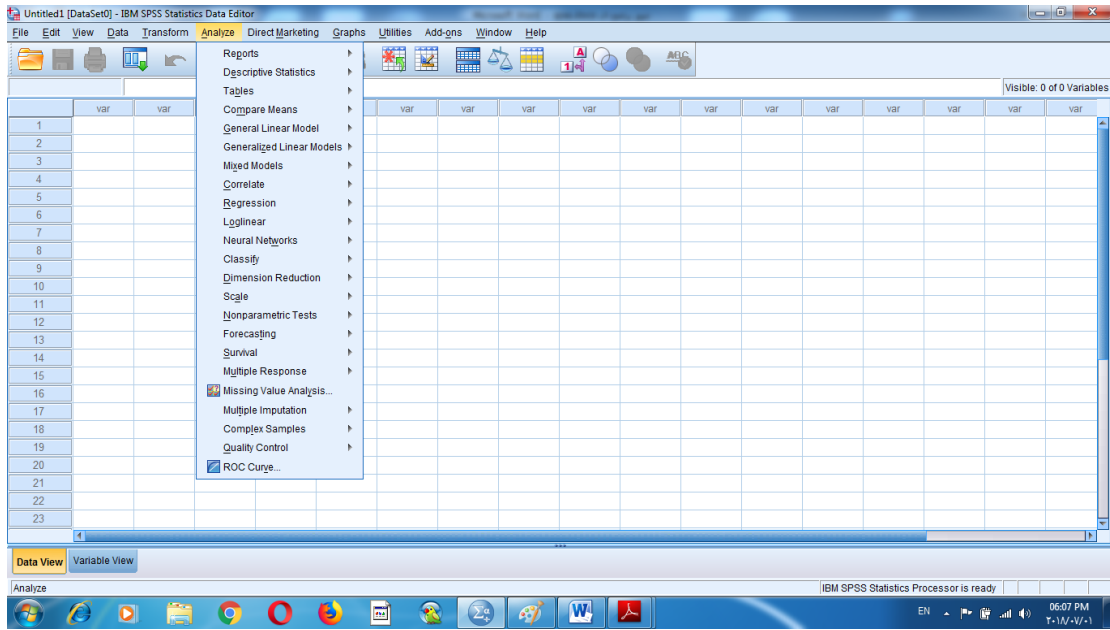 Untitled1 [DataSet0] - IBM SPSS Statistics Data Editor
File Edit View Data Transform Analyze Direct Marketing Graphs Utilities Add-ons Window Help
Visible: 0 of 0 Variables
var var var var var var var var var var var var var var
Reports
Descriptive Statistics
Tables
Compare Means
General Linear Model
Generalized Linear Models
Mixed Models
Correlate
Regression
Loglinear
Neural Networks
Classify
Dimension Reduction
Scale
Nonparametric Tests
Forecasting
Survival
Multiple Response
Missing Value Analysis...
Multiple Imputation
Complex Samples
Quality Control
ROC Curve...
1
2
3
4
5
6
7
8
9
10
11
12
13
14
15
16
17
18
19
20
21
22
23
Data View Variable View
Analyze IBM SPSS Statistics Processor is ready
EN 06:07 PM
٢٠١٨/٠٧/٠١